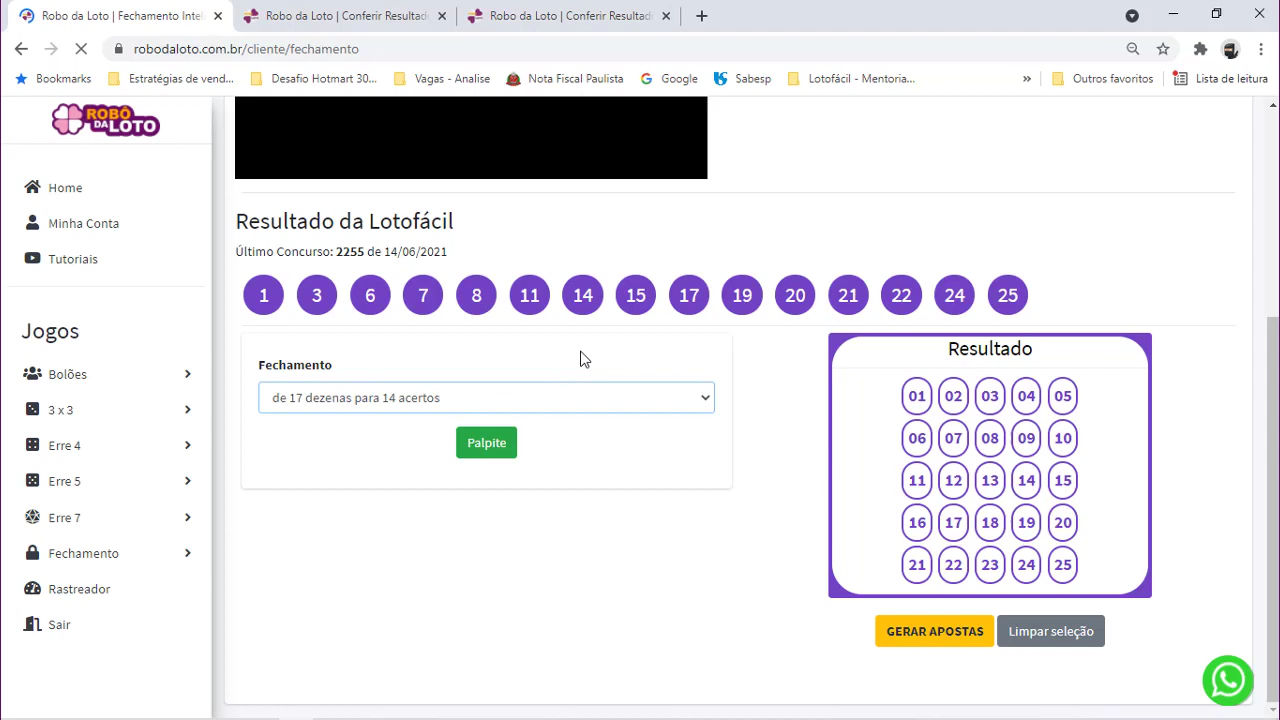 Robo da Loto | Fechamento Intel
Robo da Loto | Conferir Resultad
Robo da Loto | Conferir Resultad
robodaloto.com.br/cliente/fechamento
Bookmarks
Estratégias de vend...
Desafio Hotmart 30...
Vagas - Analise
Nota Fiscal Paulista
Google
Sabesp
Lotofácil - Mentoria...
»
Outros favoritos
Lista de leitura
ROBÔ DA LOTO
Home
Minha Conta
Tutoriais
Jogos
Bolões
3 x 3
Erre 4
Erre 5
Erre 7
Fechamento
Rastreador
Sair
Resultado da Lotofácil
Último Concurso: 2255 de 14/06/2021
1 3 6 7 8 11 14 15 17 19 20 21 22 24 25
Fechamento
de 17 dezenas para 14 acertos
Palpite
Resultado
01 02 03 04 05
06 07 08 09 10
11 12 13 14 15
16 17 18 19 20
21 22 23 24 25
GERAR APOSTAS
Limpar seleção